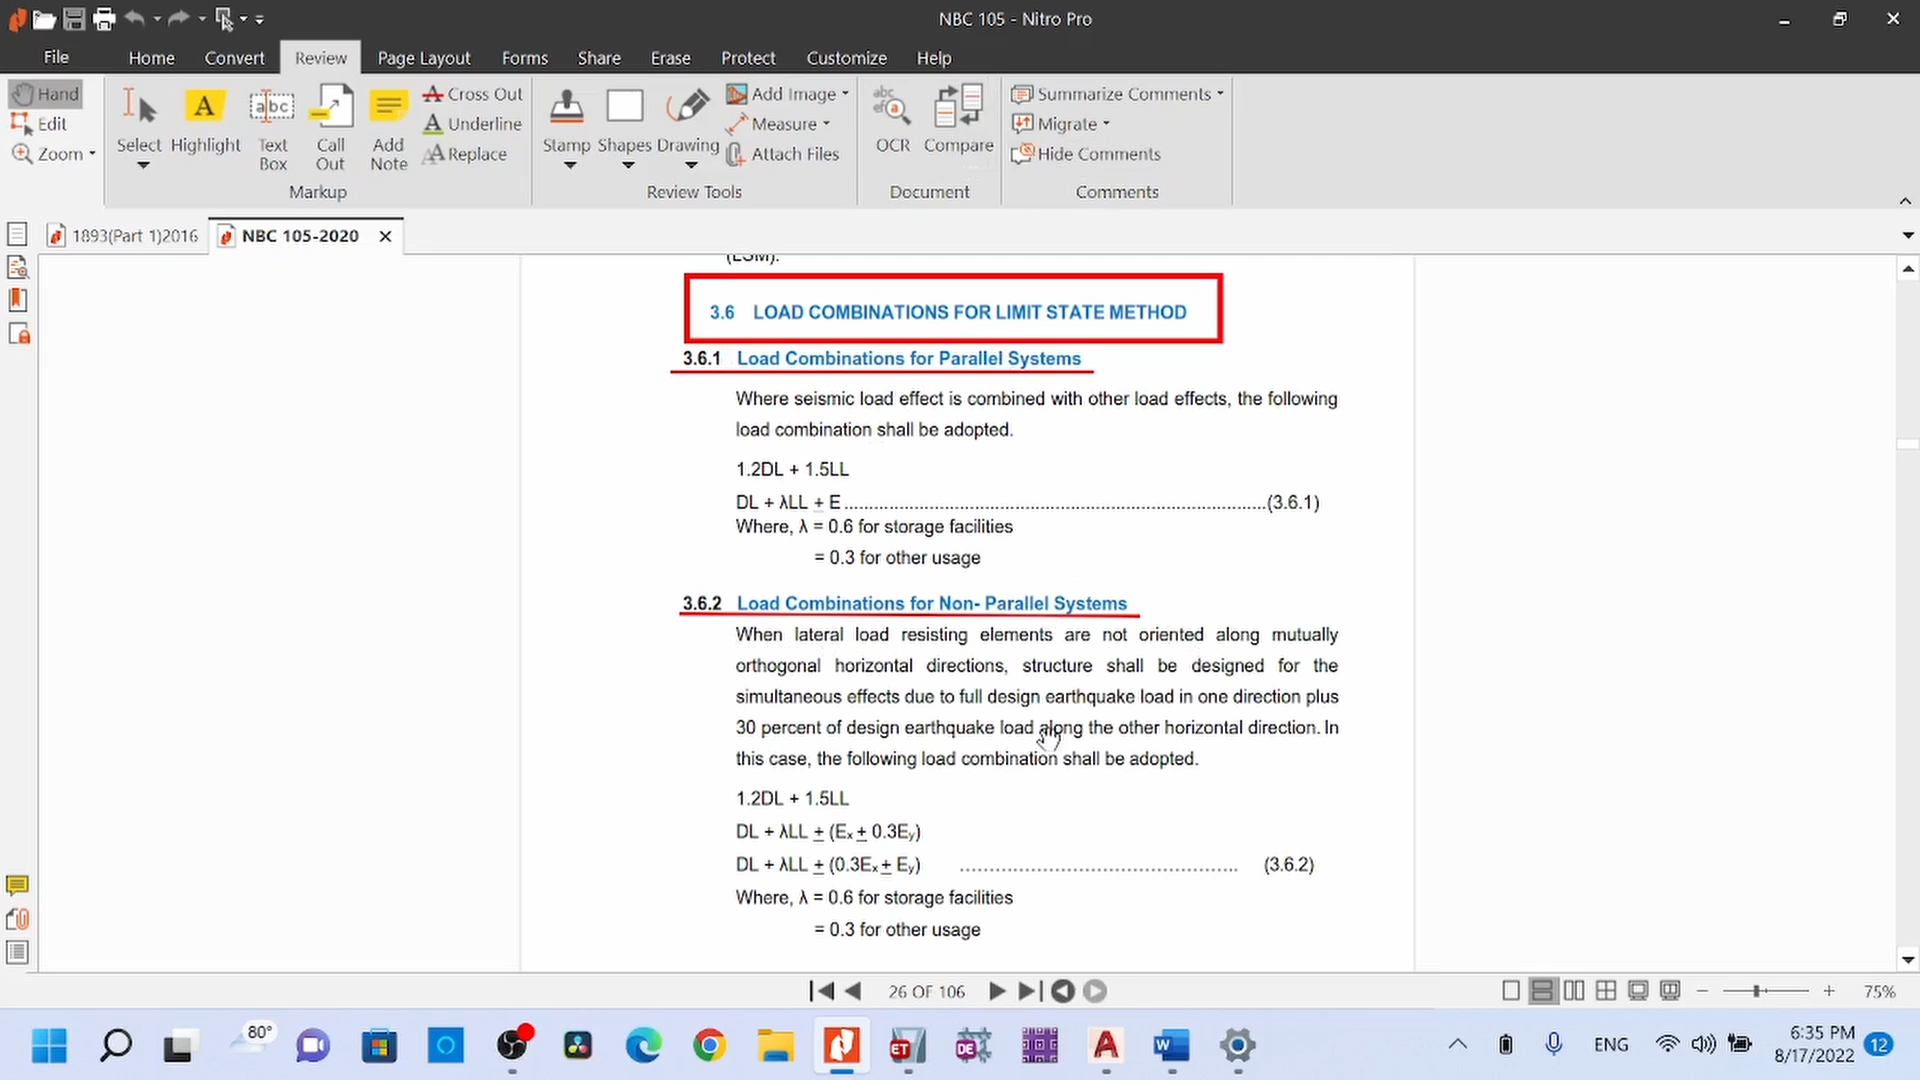 NBC 105 - Nitro Pro
File Home Convert Review Page Layout Forms Share Erase Protect Customize Help
Hand
Edit
Zoom
Select
Highlight
Text Box
Call Out
Add Note
Cross Out
Underline
Replace
Markup
Stamp
Shapes
Drawing
Add Image
Measure
Attach Files
Review Tools
OCR
Compare
Document
Summarize Comments
Migrate
Hide Comments
Comments
1893(Part 1)2016
NBC 105-2020
(ESM).
3.6 LOAD COMBINATIONS FOR LIMIT STATE METHOD
3.6.1 Load Combinations for Parallel Systems
Where seismic load effect is combined with other load effects, the following
load combination shall be adopted.
1.2DL + 1.5LL
DL + λLL ± E ....................................................................................(3.6.1)
Where, λ = 0.6 for storage facilities
= 0.3 for other usage
3.6.2 Load Combinations for Non- Parallel Systems
When lateral load resisting elements are not oriented along mutually
orthogonal horizontal directions, structure shall be designed for the
simultaneous effects due to full design earthquake load in one direction plus
30 percent of design earthquake load along the other horizontal direction. In
this case, the following load combination shall be adopted.
1.2DL + 1.5LL
DL + λLL ± (Eₓ ± 0.3Eᵧ)
DL + λLL ± (0.3Eₓ ± Eᵧ) ............................................ (3.6.2)
Where, λ = 0.6 for storage facilities
= 0.3 for other usage
26 OF 106
75%
80°
ET
DE
A
W
ENG
6:35 PM
8/17/2022
12